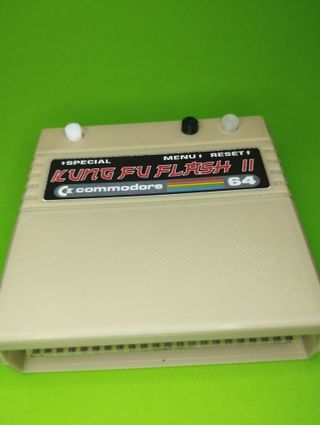 ↑SPECIAL MENU↑ RESET↑
KUNG FU FLASH II
C commodore 64